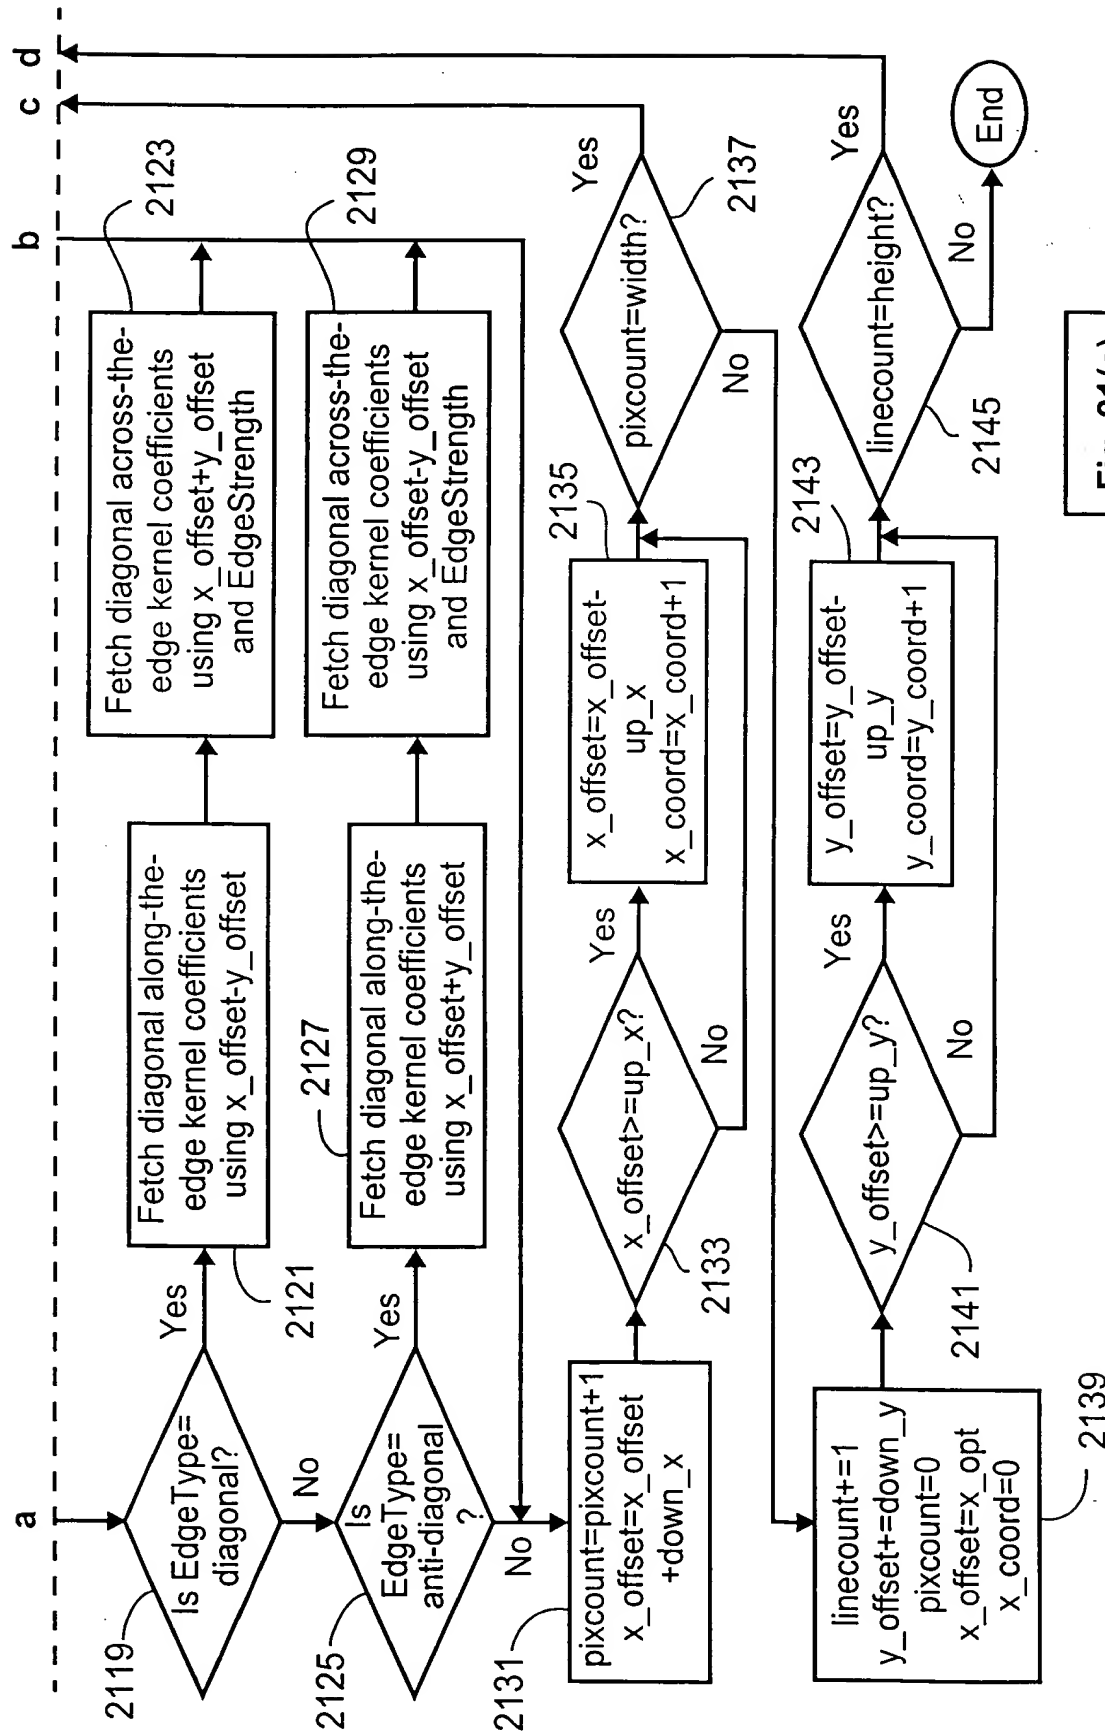 a
b
c
d
2119
Is EdgeType=
diagonal?
Yes
No
2121
Fetch diagonal along-the-
edge kernel coefficients
using x_offset-y_offset
2123
Fetch diagonal across-the-
edge kernel coefficients
using x_offset+y_offset
and EdgeStrength
2125
Is
EdgeType=
anti-diagonal
?
Yes
No
2127
Fetch diagonal along-the-
edge kernel coefficients
using x_offset+y_offset
2129
Fetch diagonal across-the-
edge kernel coefficients
using x_offset-y_offset
and EdgeStrength
2131
pixcount=pixcount+1
x_offset=x_offset
+down_x
2133
x_offset>=up_x?
Yes
No
2135
x_offset=x_offset-
up_x
x_coord=x_coord+1
2137
pixcount=width?
Yes
No
2139
linecount+=1
y_offset+=down_y
pixcount=0
x_offset=x_opt
x_coord=0
2141
y_offset>=up_y?
Yes
No
2143
y_offset=y_offset-
up_y
y_coord=y_coord+1
2145
linecount=height?
Yes
No
End